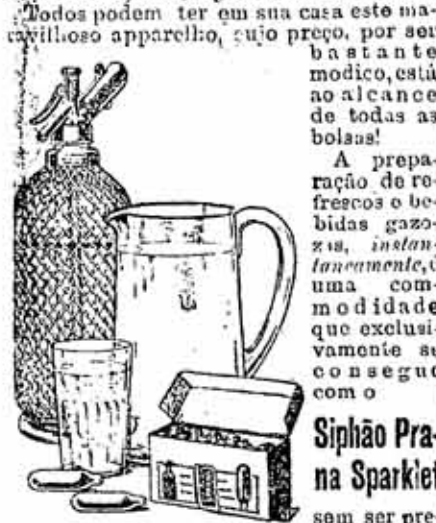 Todos podem ter em sua casa este ma-
ravilhoso apparelho, cujo preço, por ser
bastante
modico, está
ao alcance
de todas as
bolsas!
A prepa-
ração de re-
frescos e be-
bidas gazo-
zas, instan-
taneamente, é
uma com-
modidade
que exclusi-
vamente se
consegue
com o
Siphão Pra-
na Sparklet
sem ser pre-